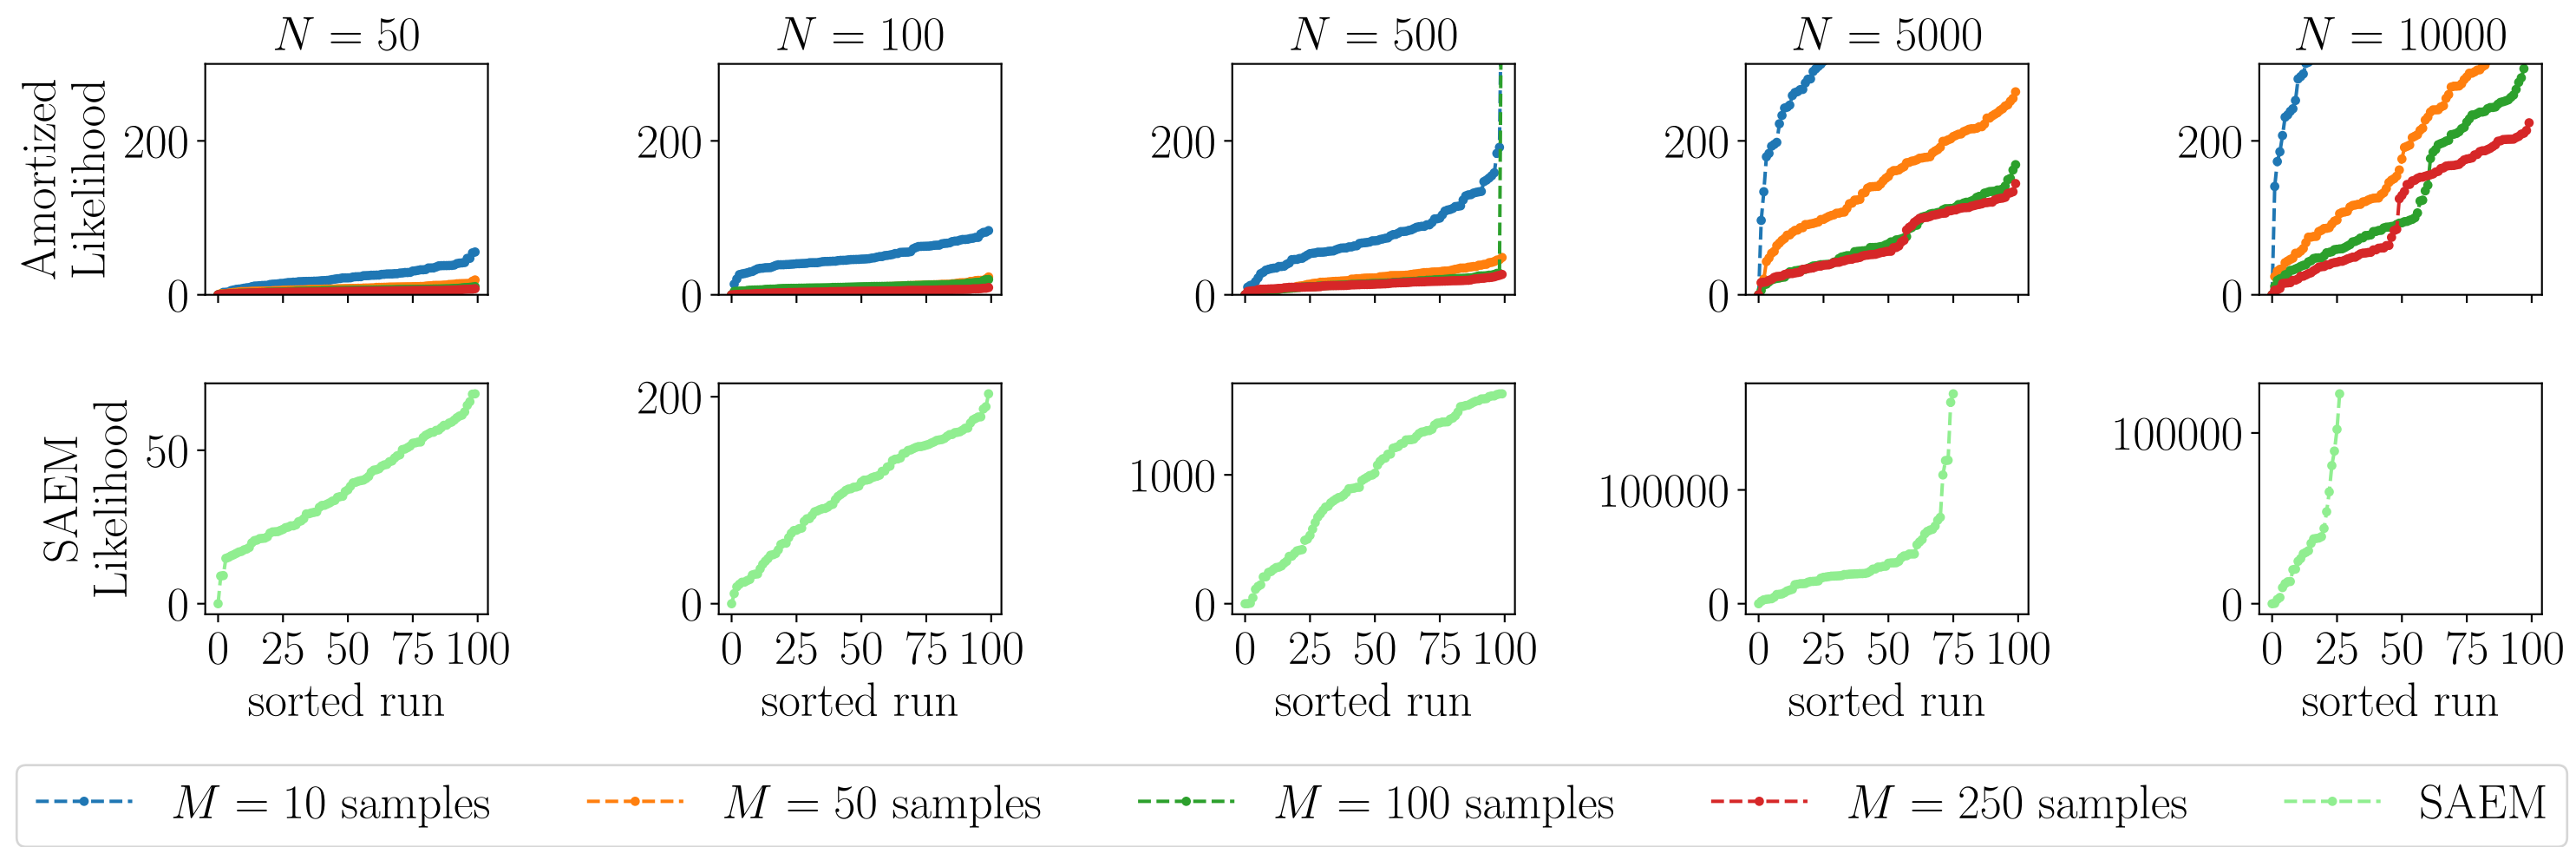 N = 50
N = 100
N = 500
N = 5000
N = 10000
Amortized
Likelihood
200
0
200
0
200
0
200
0
200
0
SAEM
Likelihood
50
0
200
0
1000
0
100000
0
100000
0
0 25 50 75 100
0 25 50 75 100
0 25 50 75 100
0 25 50 75 100
0 25 50 75 100
sorted run
sorted run
sorted run
sorted run
sorted run
M = 10 samples
M = 50 samples
M = 100 samples
M = 250 samples
SAEM